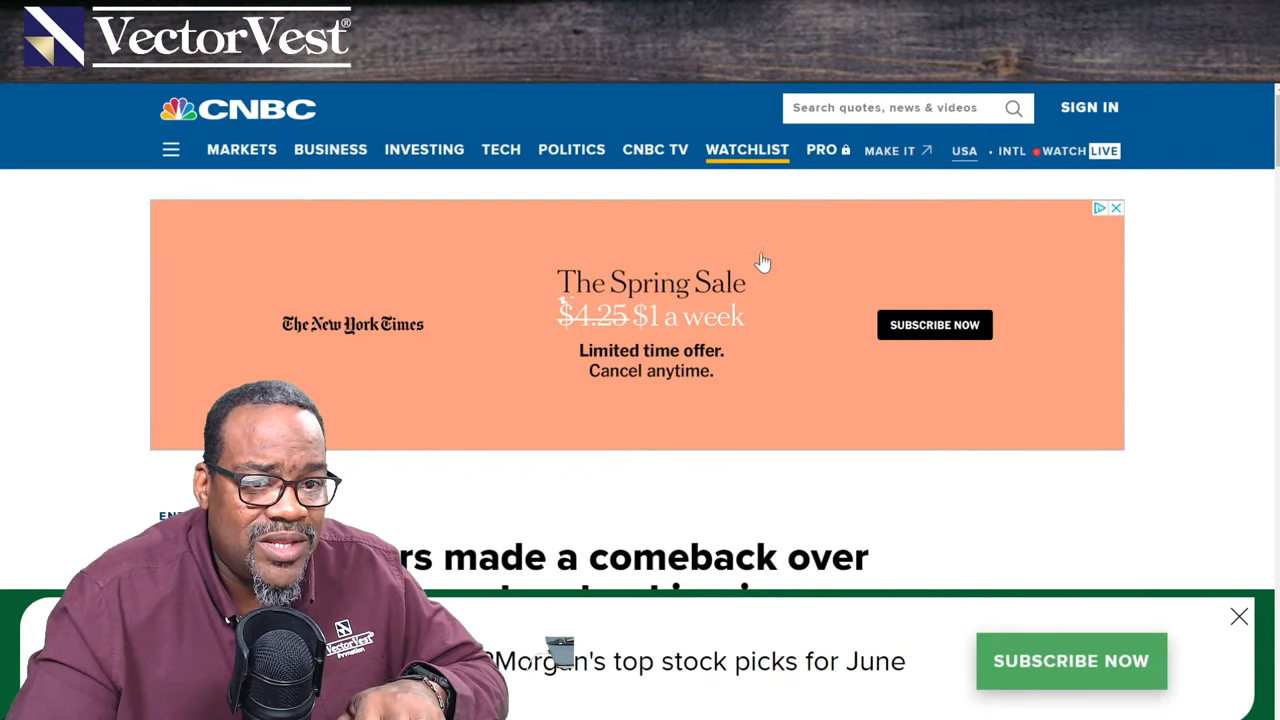 VectorVest®
CNBC
Search quotes, news & videos
SIGN IN
MARKETS BUSINESS INVESTING TECH POLITICS CNBC TV WATCHLIST PRO MAKE IT USA • INTL WATCH LIVE
The Spring Sale
$4.25 $1 a week
The New York Times
SUBSCRIBE NOW
Limited time offer.
Cancel anytime.
made a comeback over
Morgan's top stock picks for June
SUBSCRIBE NOW
VectorVest®